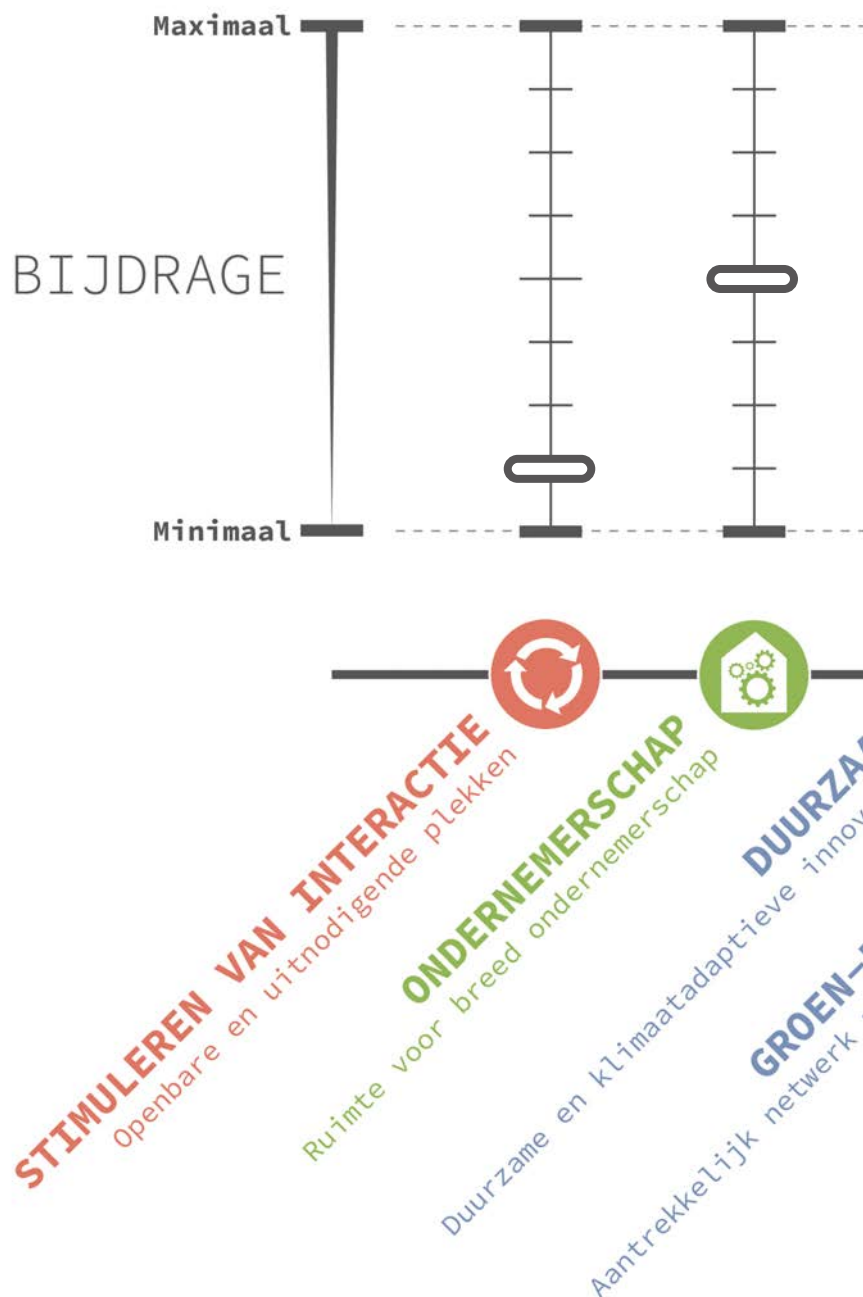 Maximaal
BIJDRAGE
Minimaal
STIMULEREN VAN INTERACTIE
Openbare en uitnodigende plekken
ONDERNEMERSCHAP
Ruimte voor breed ondernemerschap
Duurzame en klimaatadaptieve
Aantrekkelijk netwerk